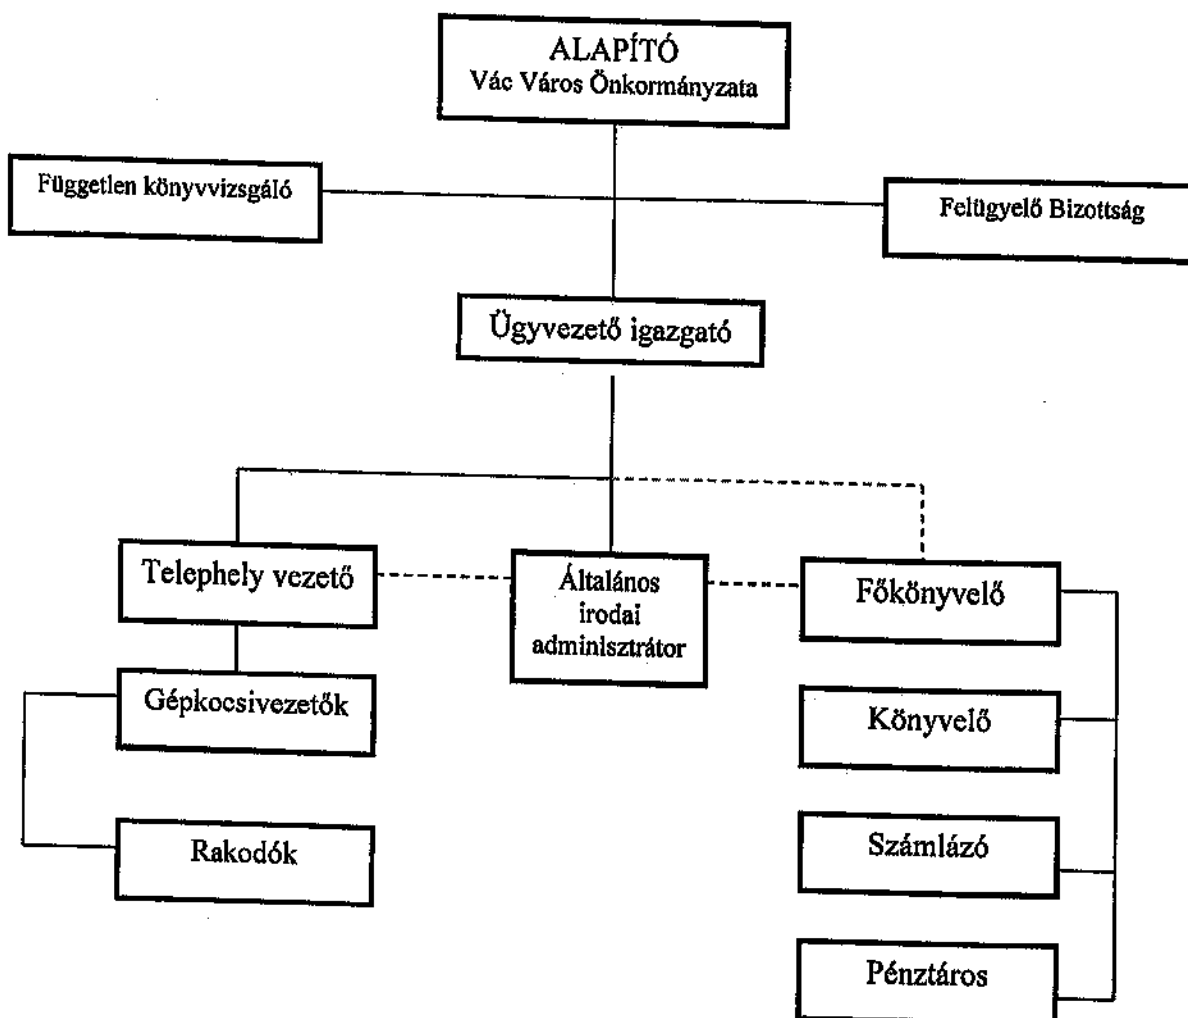 ALAPÍTÓ
Vác Város Önkormányzata
Független könyvvizsgáló
Felügyelő Bizottság
Ügyvezető igazgató
Telephely vezető
Általános
irodai
adminisztrátor
Főkönyvelő
Gépkocsivezetők
Könyvelő
Rakodók
Számlázó
Pénztáros